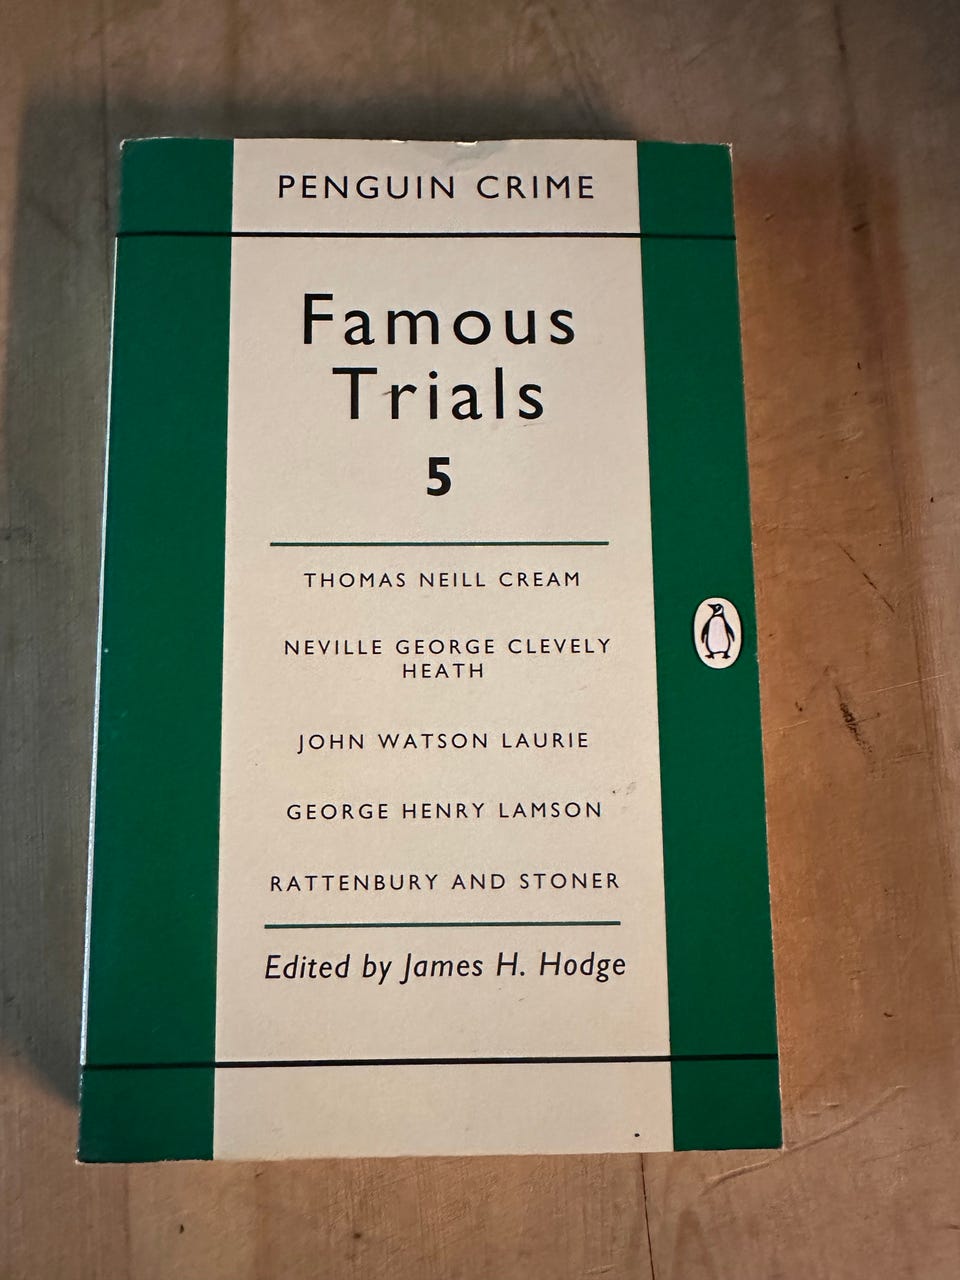 PENGUIN CRIME
Famous
Trials
5
THOMAS NEILL CREAM
NEVILLE GEORGE CLEVELY
HEATH
JOHN WATSON LAURIE
GEORGE HENRY LAMSON
RATTENBURY AND STONER
Edited by James H. Hodge